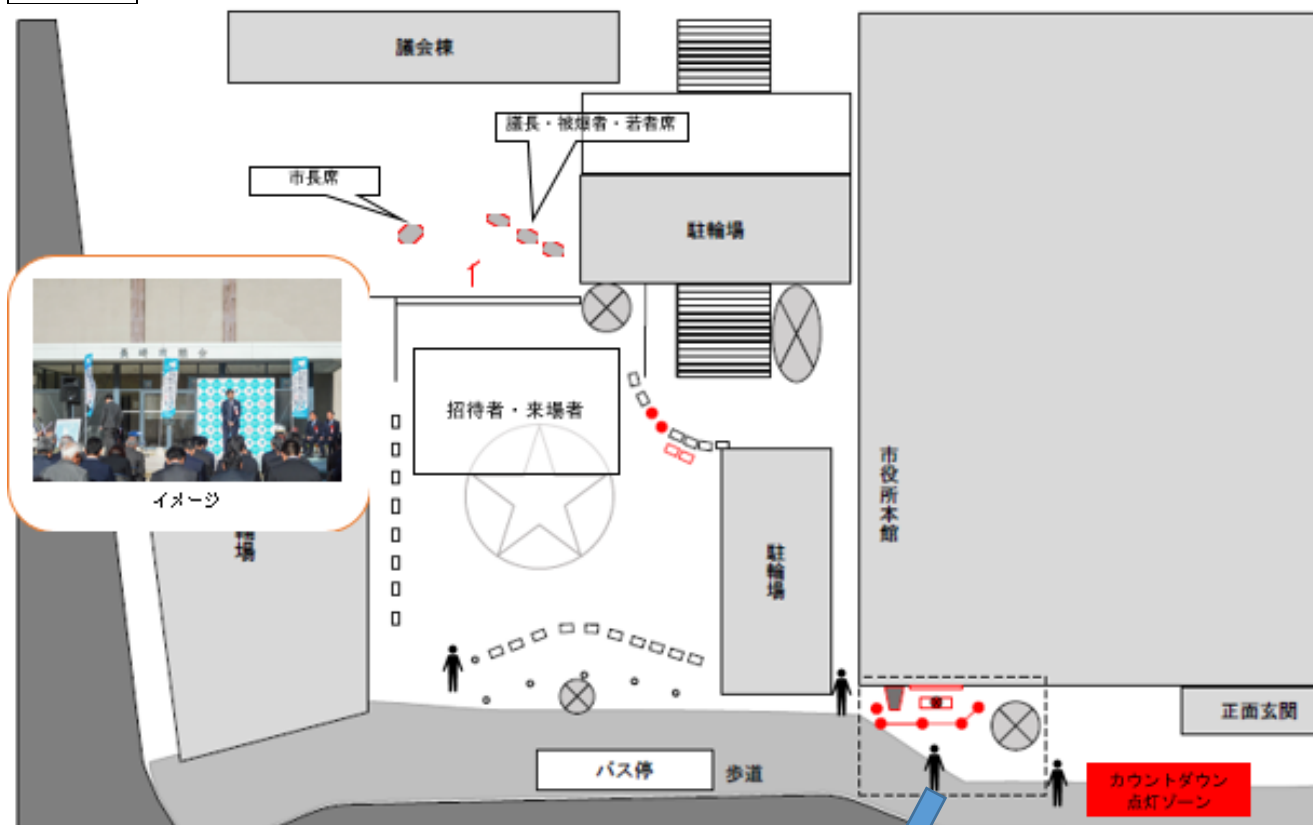 議会棟
議長・被爆者・若者席
市長席
駐輪場
長崎市議会
招待者・来場者
イメージ
輪場
市役所本館
駐輪場
正面玄関
バス停
歩道
カウントダウン
点灯ゾーン